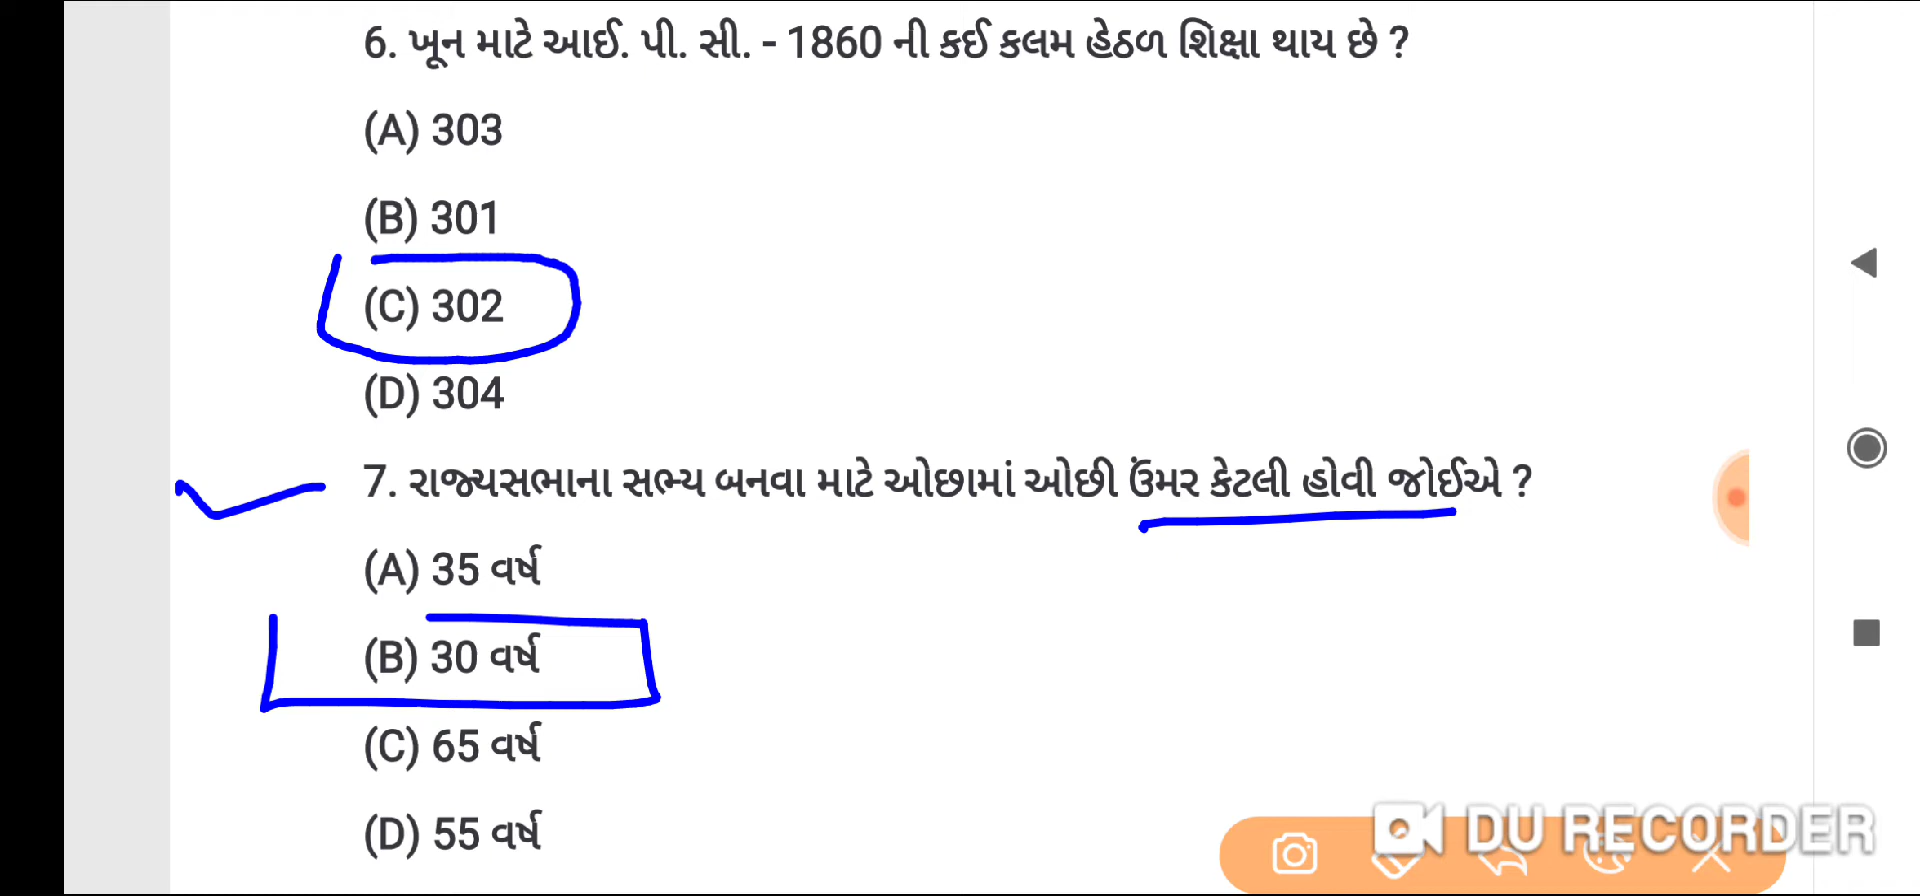 6. ખૂન માટે આઈ. પી. સી. - 1860 ની કઈ કલમ હેઠળ શિક્ષા થાય છે ?
(A) 303
(B) 301
(C) 302
(D) 304
7. રાજ્યસભાના સભ્ય બનવા માટે ઓછામાં ઓછી ઉંમર કેટલી હોવી જોઈએ ?
(A) 35 વર્ષ
(B) 30 વર્ષ
(C) 65 વર્ષ
(D) 55 વર્ષ
DU RECORDER